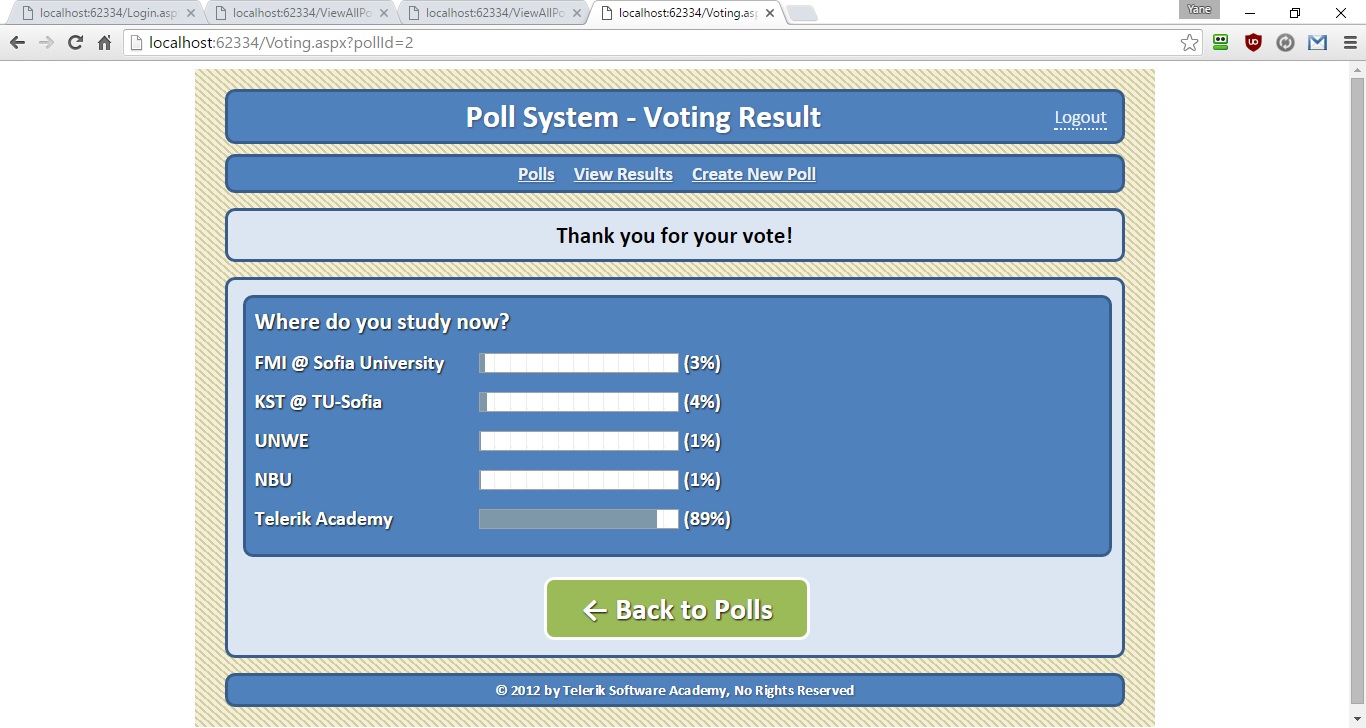 localhost:62334/Login.asp
localhost:62334/ViewAllPo
localhost:62334/ViewAllPo
localhost:62334/Voting.asp
Yane
localhost:62334/Voting.aspx?pollId=2
Poll System - Voting Result
Logout
Polls View Results Create New Poll
Thank you for your vote!
Where do you study now?
FMI @ Sofia University (3%)
KST @ TU-Sofia (4%)
UNWE (1%)
NBU (1%)
Telerik Academy (89%)
← Back to Polls
© 2012 by Telerik Software Academy, No Rights Reserved